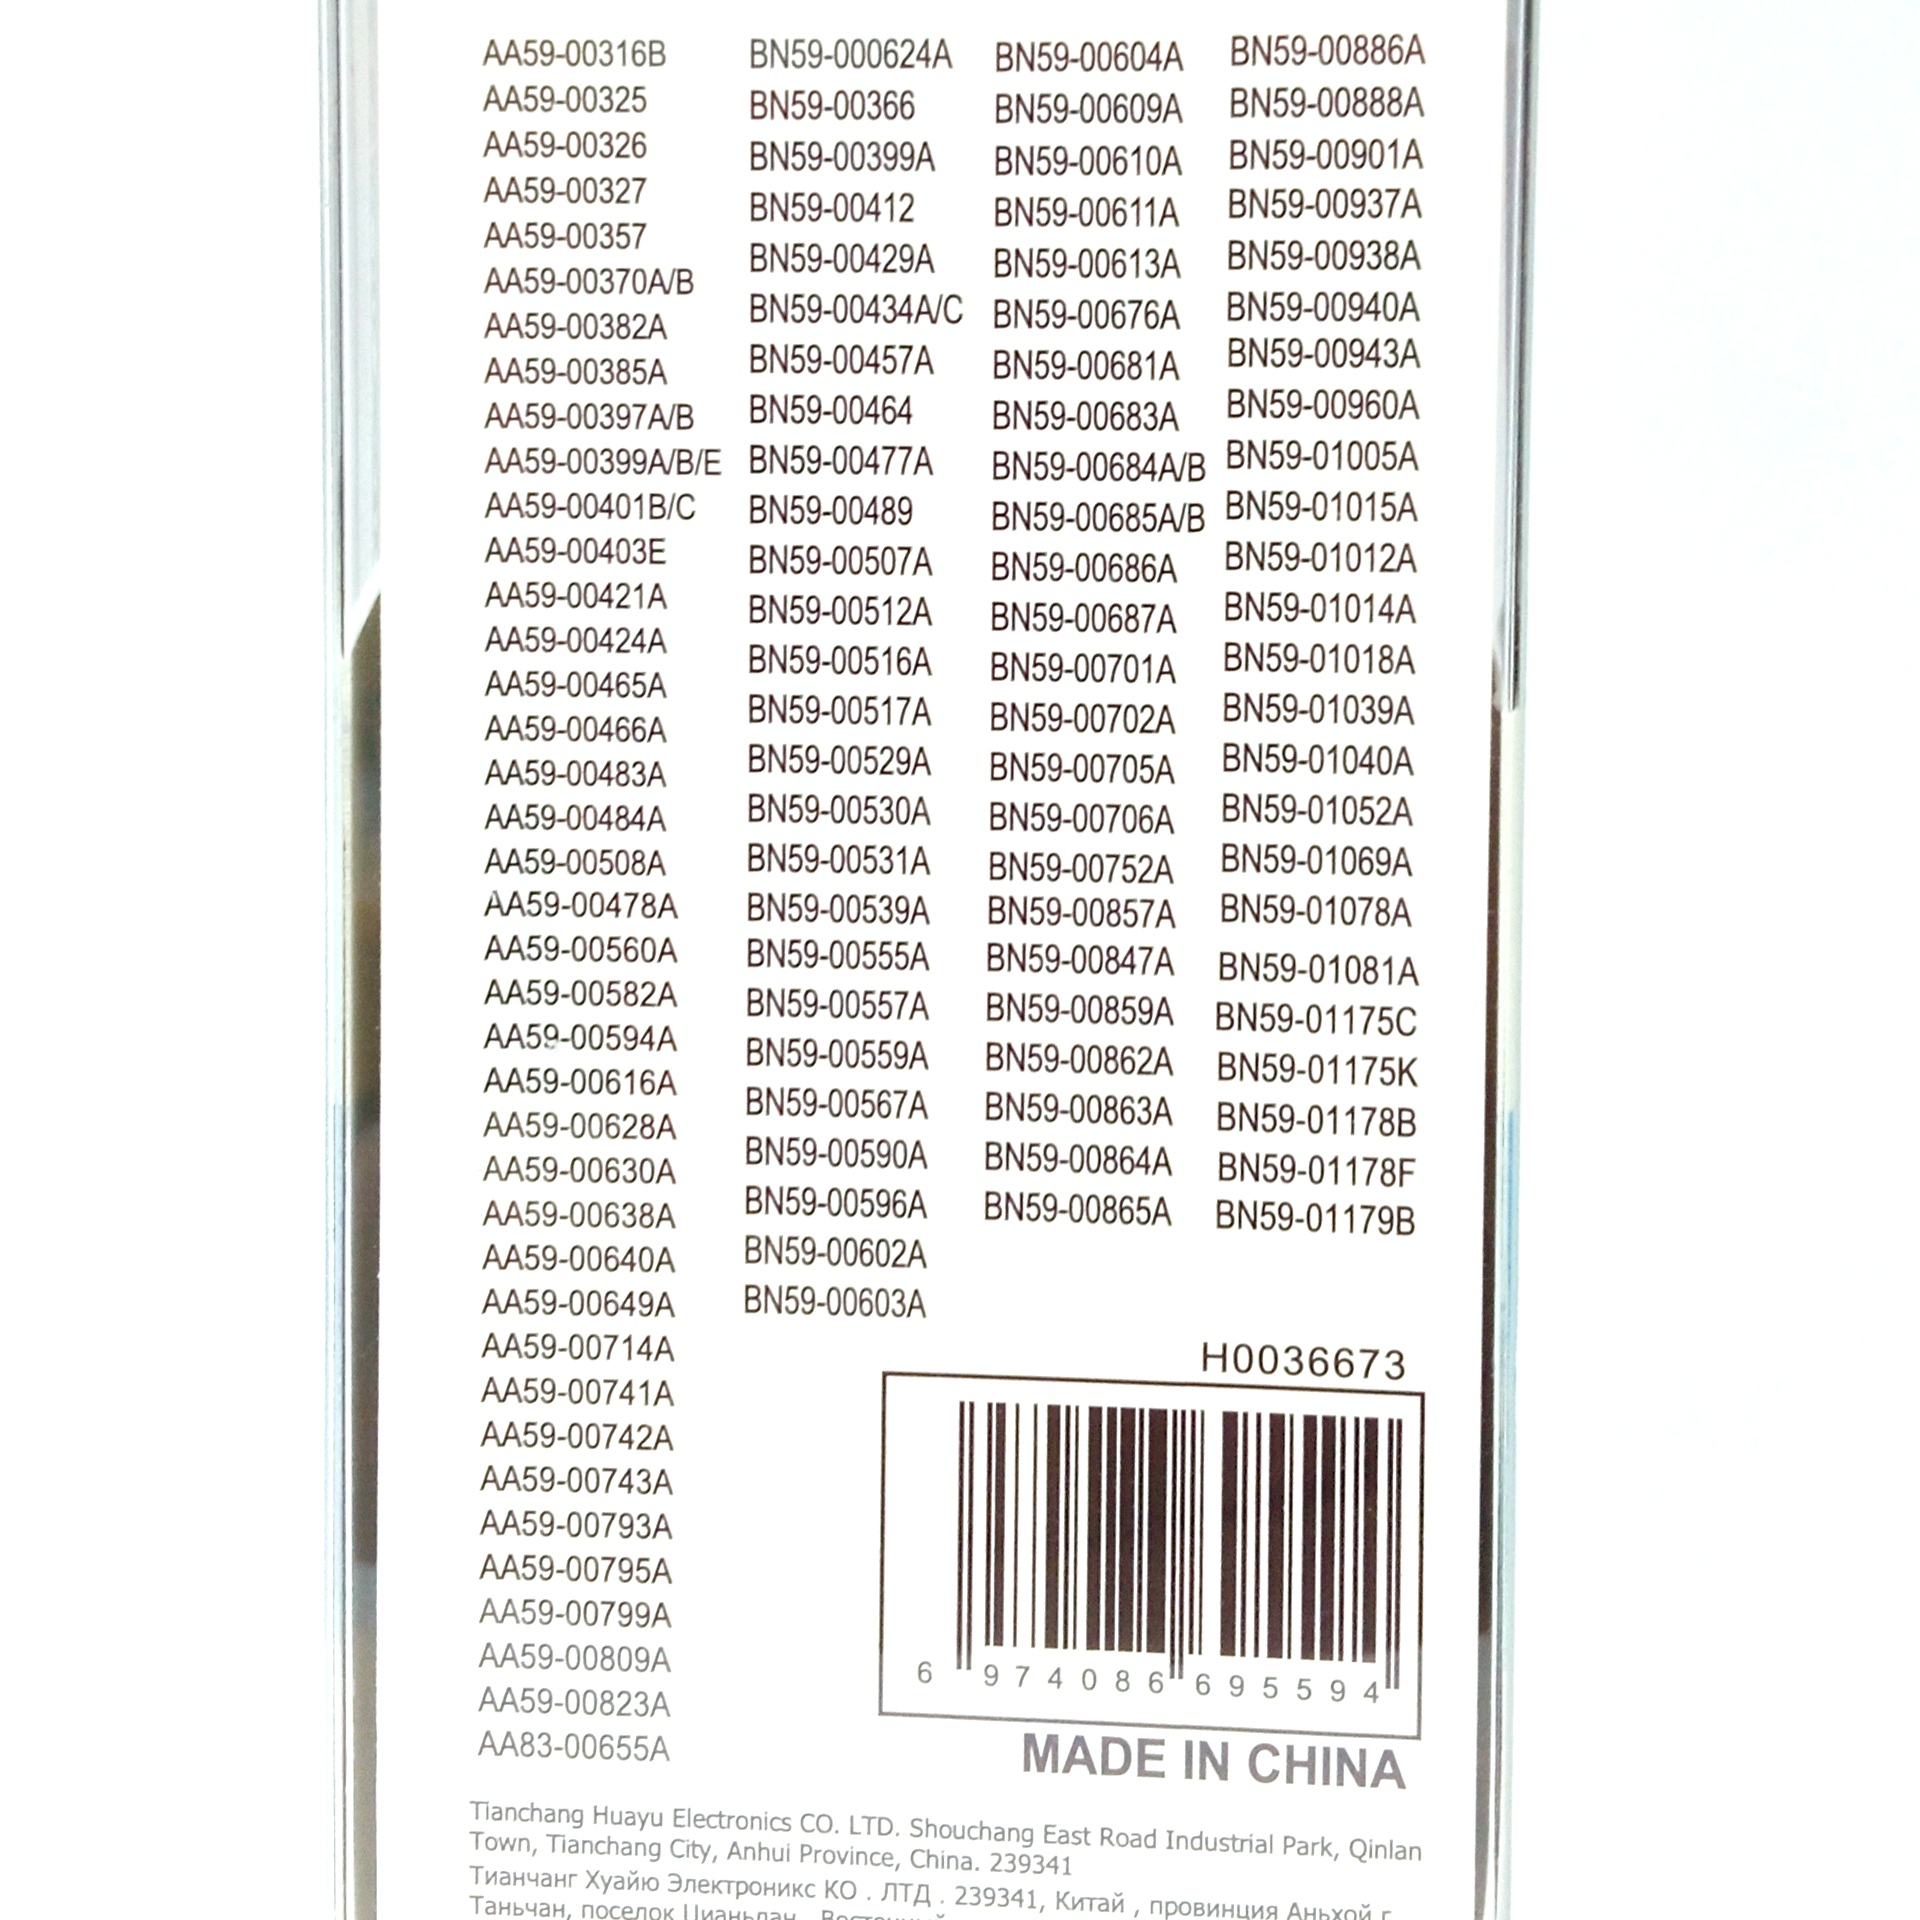 AA59-00316B
AA59-00325
AA59-00326
AA59-00327
AA59-00357
AA59-00370A/B
AA59-00382A
AA59-00385A
AA59-00397A/B
AA59-00399A/B/E
AA59-00401B/C
AA59-00403E
AA59-00421A
AA59-00424A
AA59-00465A
AA59-00466A
AA59-00483A
AA59-00484A
AA59-00508A
AA59-00478A
AA59-00560A
AA59-00582A
AA59-00594A
AA59-00616A
AA59-00628A
AA59-00630A
AA59-00638A
AA59-00640A
AA59-00649A
AA59-00714A
AA59-00741A
AA59-00742A
AA59-00743A
AA59-00793A
AA59-00795A
AA59-00799A
AA59-00809A
AA59-00823A
AA83-00655A
BN59-000624A
BN59-00366
BN59-00399A
BN59-00412
BN59-00429A
BN59-00434A/C
BN59-00457A
BN59-00464
BN59-00477A
BN59-00489
BN59-00507A
BN59-00512A
BN59-00516A
BN59-00517A
BN59-00529A
BN59-00530A
BN59-00531A
BN59-00539A
BN59-00555A
BN59-00557A
BN59-00559A
BN59-00567A
BN59-00590A
BN59-00596A
BN59-00602A
BN59-00603A
BN59-00604A
BN59-00609A
BN59-00610A
BN59-00611A
BN59-00613A
BN59-00676A
BN59-00681A
BN59-00683A
BN59-00684A/B
BN59-00685A/B
BN59-00686A
BN59-00687A
BN59-00701A
BN59-00702A
BN59-00705A
BN59-00706A
BN59-00752A
BN59-00857A
BN59-00847A
BN59-00859A
BN59-00862A
BN59-00863A
BN59-00864A
BN59-00865A
BN59-00886A
BN59-00888A
BN59-00901A
BN59-00937A
BN59-00938A
BN59-00940A
BN59-00943A
BN59-00960A
BN59-01005A
BN59-01015A
BN59-01012A
BN59-01014A
BN59-01018A
BN59-01039A
BN59-01040A
BN59-01052A
BN59-01069A
BN59-01078A
BN59-01081A
BN59-01175C
BN59-01175K
BN59-01178B
BN59-01178F
BN59-01179B
H0036673
6 974086 695594
MADE IN CHINA
Tianchang Huayu Electronics CO. LTD. Shouchang East Road Industrial Park, Qinlan
Town, Tianchang City, Anhui Province, China. 239341
Тианчанг Хуайю Электроникс КО . ЛТД . 239341, Китай , провинция Аньхой г.
Таньчан, поселок